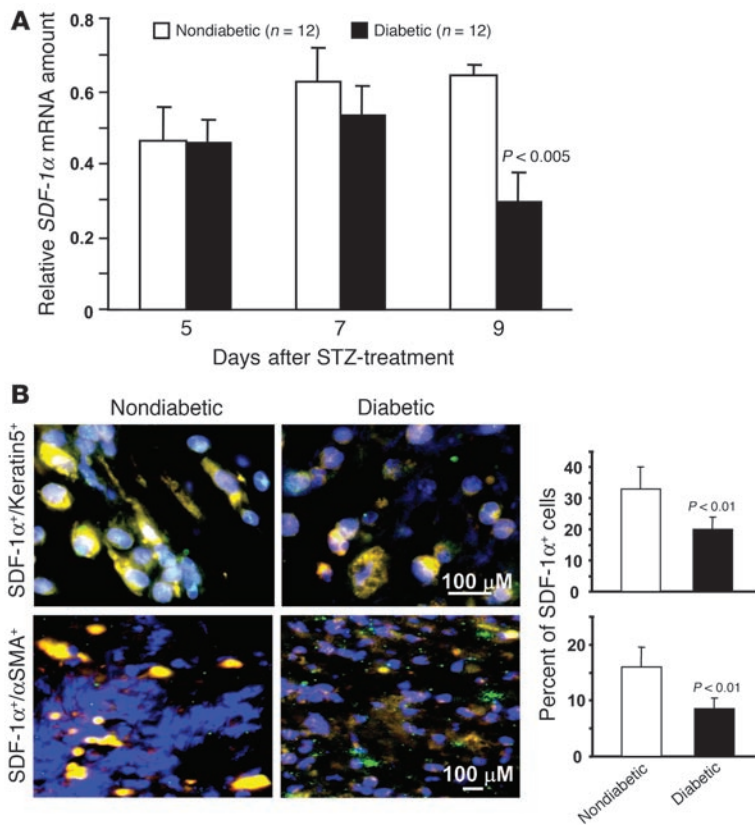 A
Nondiabetic (n = 12) Diabetic (n = 12)
Relative SDF-1α mRNA amount
0.8
0.6
0.4
0.2
0
P < 0.005
5 7 9
Days after STZ-treatment
B
Nondiabetic Diabetic
SDF-1α⁺/Keratin5⁺
100 μM
SDF-1α⁺/αSMA⁺
100 μM
Percent of SDF-1α⁺ cells
40
30
20
10
0
P < 0.01
20
10
0
P < 0.01
Nondiabetic
Diabetic